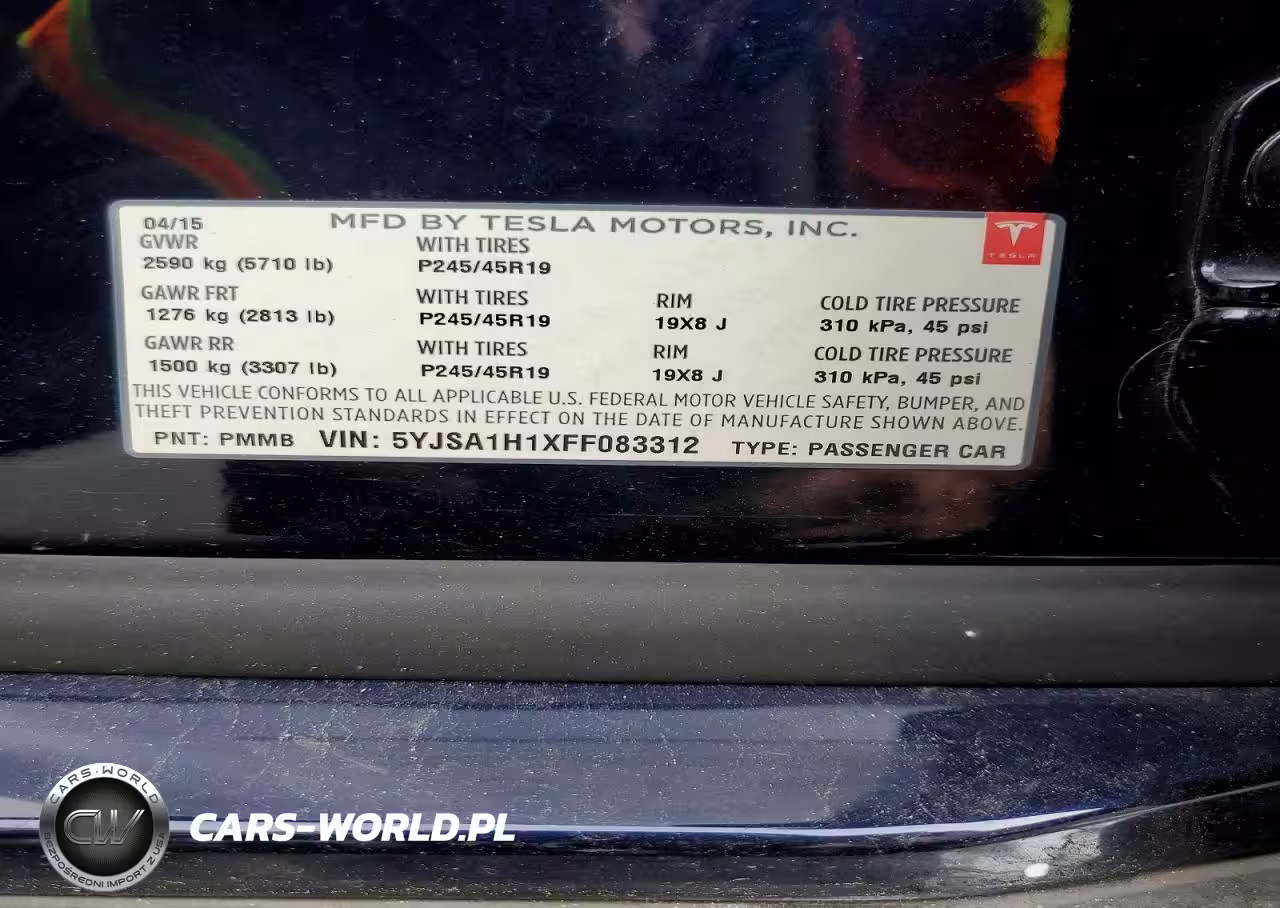 04/15 MFD BY TESLA MOTORS, INC.
TESLA
GVWR WITH TIRES
2590 kg (5710 lb) P245/45R19
GAWR FRT WITH TIRES RIM COLD TIRE PRESSURE
1276 kg (2813 lb) P245/45R19 19X8 J 310 kPa, 45 psi
GAWR RR WITH TIRES RIM COLD TIRE PRESSURE
1500 kg (3307 lb) P245/45R19 19X8 J 310 kPa, 45 psi
THIS VEHICLE CONFORMS TO ALL APPLICABLE U.S. FEDERAL MOTOR VEHICLE SAFETY, BUMPER, AND
THEFT PREVENTION STANDARDS IN EFFECT ON THE DATE OF MANUFACTURE SHOWN ABOVE.
PNT: PMMB VIN: 5YJSA1H1XFF083312 TYPE: PASSENGER CAR
CARS-WORLD
CW
BEZPOŚREDNI IMPORT Z USA
CARS-WORLD.PL